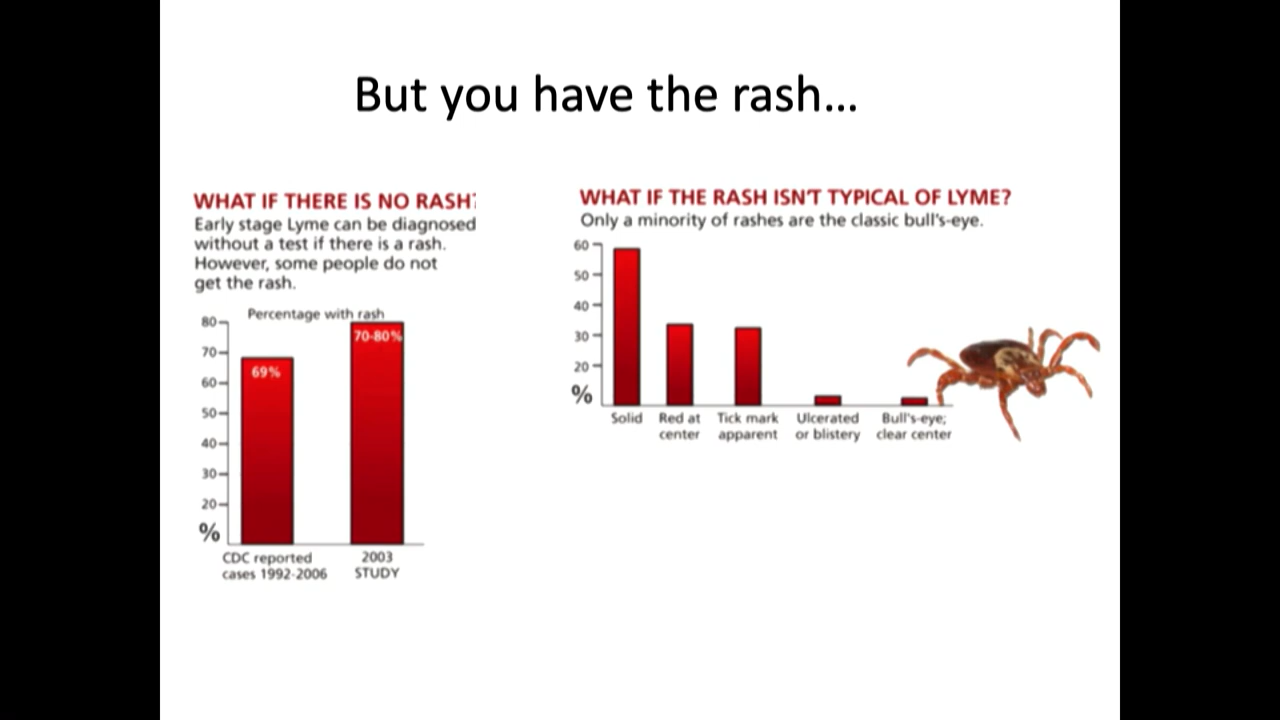 But you have the rash...
WHAT IF THERE IS NO RASH?
Early stage Lyme can be diagnosed
without a test if there is a rash.
However, some people do not
get the rash.
Percentage with rash
80
70
60
50
40
30
20
%
69%
70-80%
CDC reported
cases 1992-2006
2003
STUDY
WHAT IF THE RASH ISN'T TYPICAL OF LYME?
Only a minority of rashes are the classic bull's-eye.
60
50
40
30
20
%
Solid
Red at
center
Tick mark
apparent
Ulcerated
or blistery
Bull's-eye;
clear center